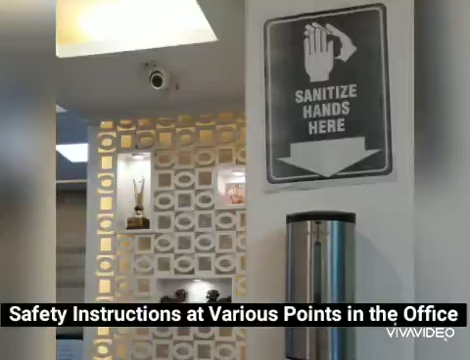 SANITIZE
HANDS
HERE
Safety Instructions at Various Points in the Office
VIVAVIDEO